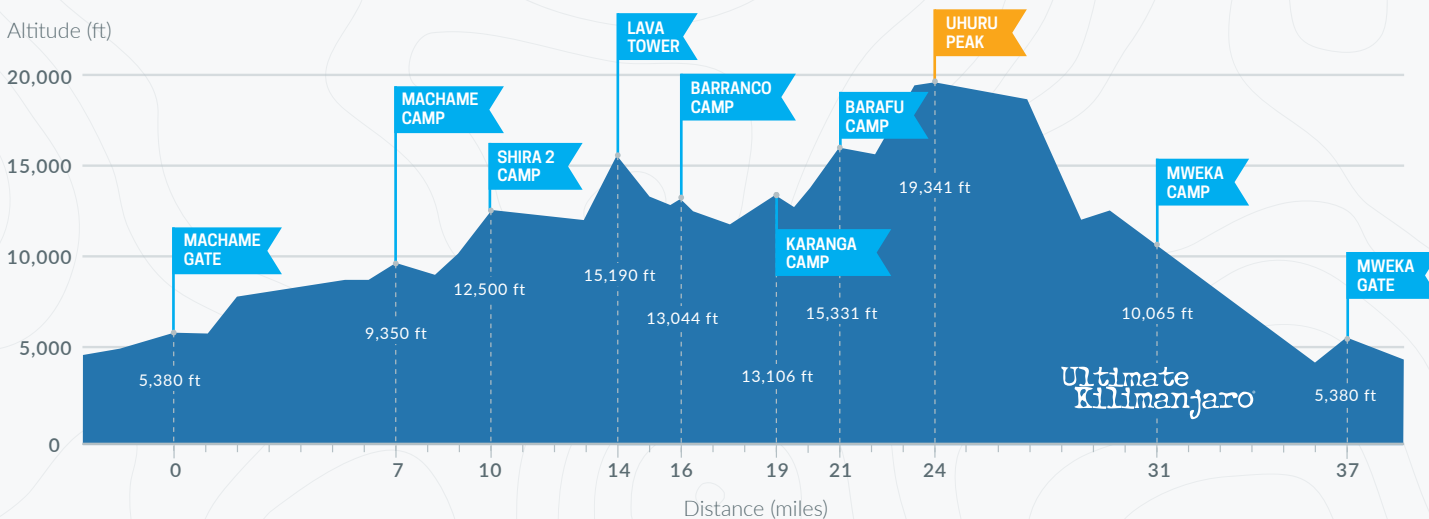 Altitude (ft)
20,000
15,000
10,000
5,000
0
MACHAME
GATE
5,380 ft
MACHAME
CAMP
9,350 ft
SHIRA 2
CAMP
12,500 ft
LAVA
TOWER
15,190 ft
BARRANCO
CAMP
13,044 ft
KARANGA
CAMP
13,106 ft
BARAFU
CAMP
15,331 ft
UHURU
PEAK
19,341 ft
MWEKA
CAMP
10,065 ft
MWEKA
GATE
5,380 ft
Ultimate
Kilimanjaro
0 7 10 14 16 19 21 24 31 37
Distance (miles)